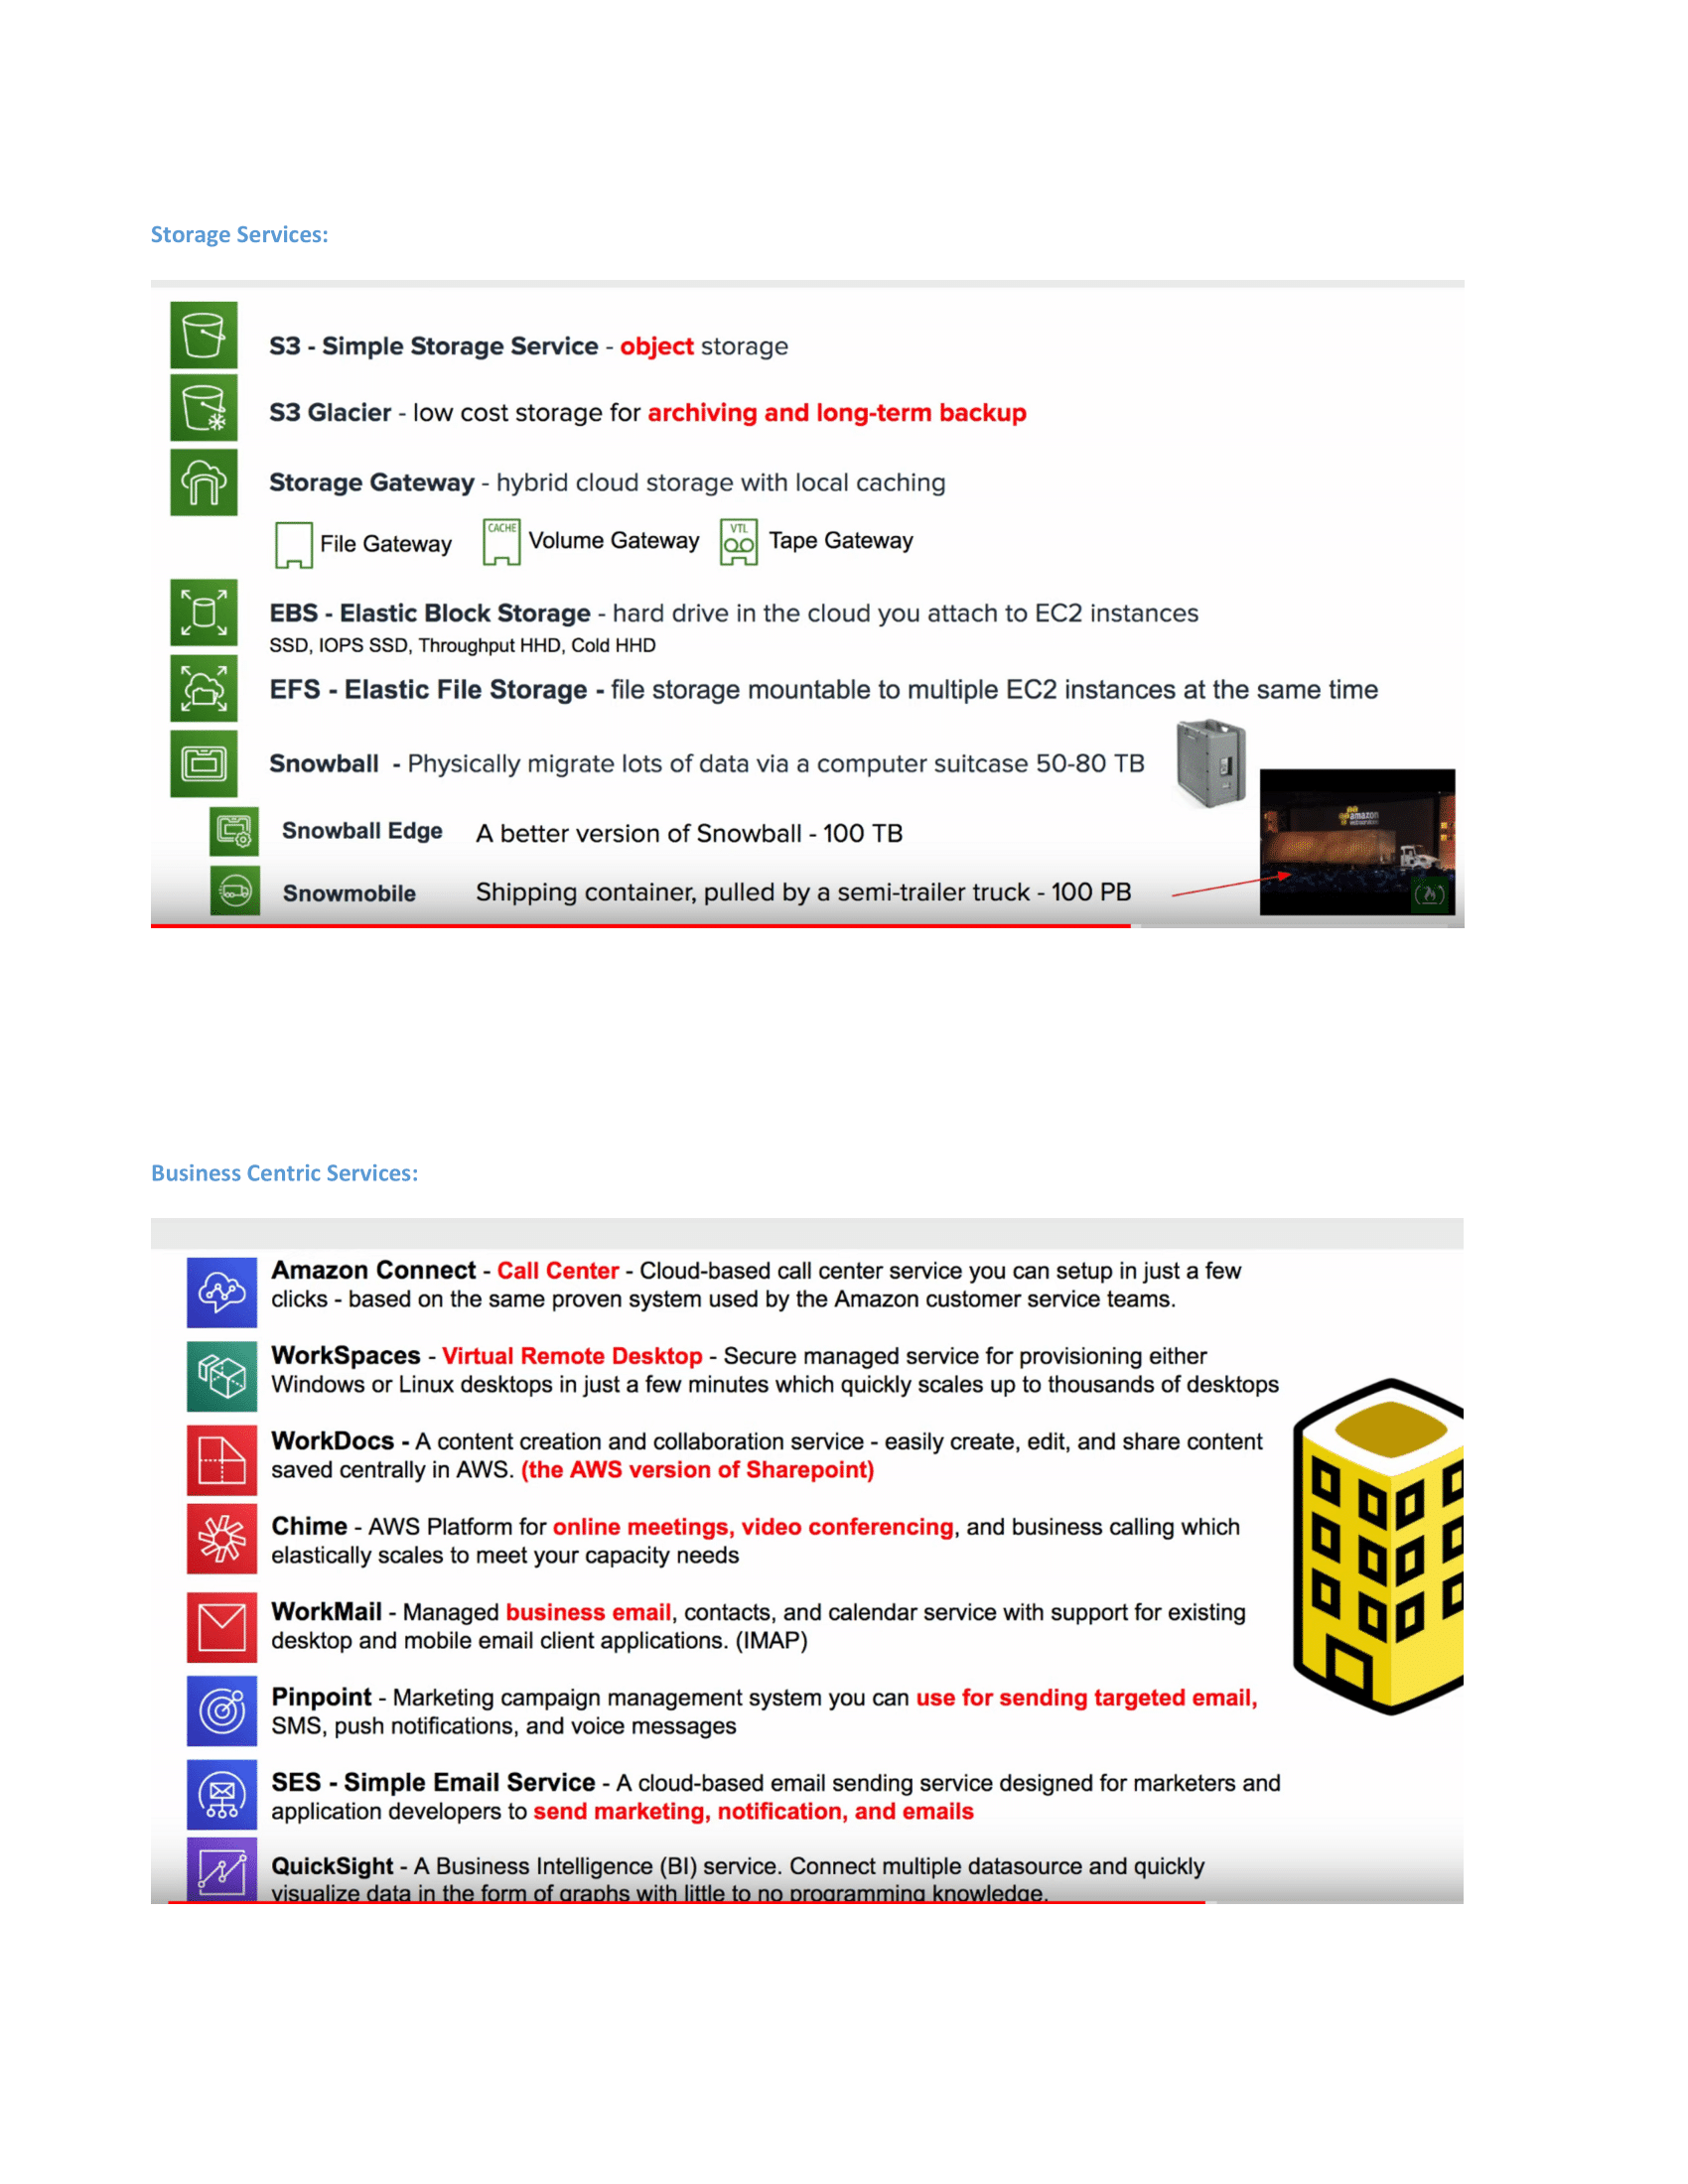 Storage Services:
S3 - Simple Storage Service - object storage
S3 Glacier - low cost storage for archiving and long-term backup
Storage Gateway - hybrid cloud storage with local caching
File Gateway CACHE Volume Gateway VTL Tape Gateway
EBS - Elastic Block Storage - hard drive in the cloud you attach to EC2 instances
SSD, IOPS SSD, Throughput HHD, Cold HHD
EFS - Elastic File Storage - file storage mountable to multiple EC2 instances at the same time
Snowball - Physically migrate lots of data via a computer suitcase 50-80 TB
amazon
Snowball Edge A better version of Snowball - 100 TB
Snowmobile Shipping container, pulled by a semi-trailer truck - 100 PB
Business Centric Services:
Amazon Connect - Call Center - Cloud-based call center service you can setup in just a few
clicks - based on the same proven system used by the Amazon customer service teams.
WorkSpaces - Virtual Remote Desktop - Secure managed service for provisioning either
Windows or Linux desktops in just a few minutes which quickly scales up to thousands of desktops
WorkDocs - A content creation and collaboration service - easily create, edit, and share content
saved centrally in AWS. (the AWS version of Sharepoint)
Chime - AWS Platform for online meetings, video conferencing, and business calling which
elastically scales to meet your capacity needs
WorkMail - Managed business email, contacts, and calendar service with support for existing
desktop and mobile email client applications. (IMAP)
Pinpoint - Marketing campaign management system you can use for sending targeted email,
SMS, push notifications, and voice messages
SES - Simple Email Service - A cloud-based email sending service designed for marketers and
application developers to send marketing, notification, and emails
QuickSight - A Business Intelligence (BI) service. Connect multiple datasource and quickly
visualize data in the form of graphs with little to no programming knowledge.